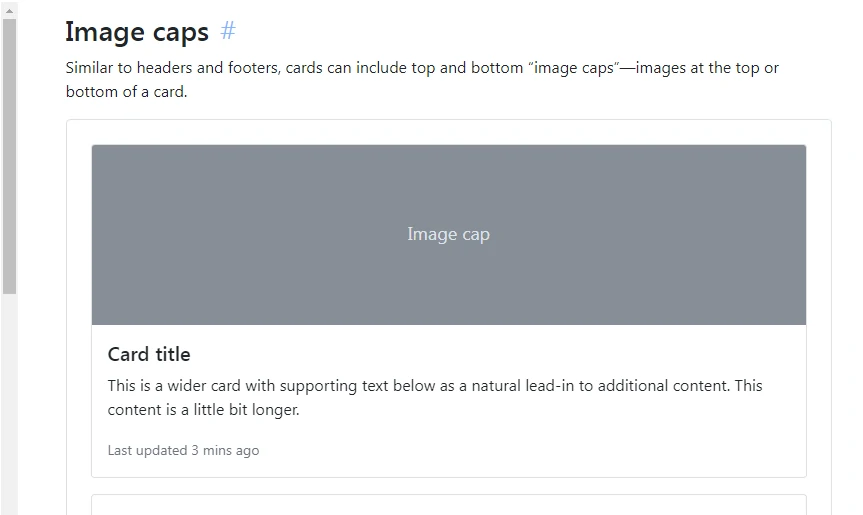 Image caps #
Similar to headers and footers, cards can include top and bottom “image caps”—images at the top or
bottom of a card.
Image cap
Card title
This is a wider card with supporting text below as a natural lead-in to additional content. This
content is a little bit longer.
Last updated 3 mins ago